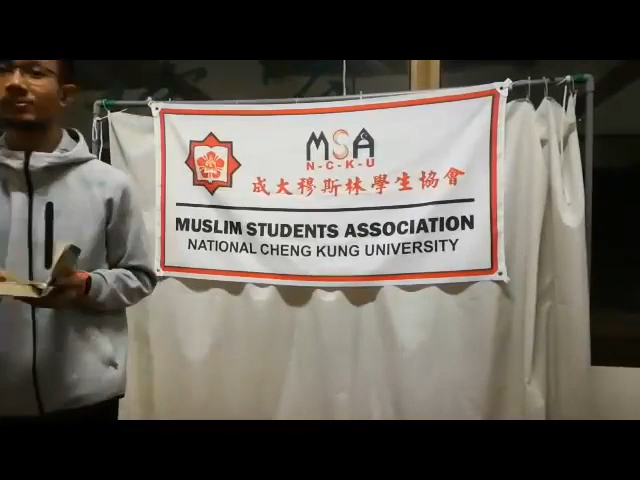 MSA
N-C-K-U
成大穆斯林學生協會
MUSLIM STUDENTS ASSOCIATION
NATIONAL CHENG KUNG UNIVERSITY